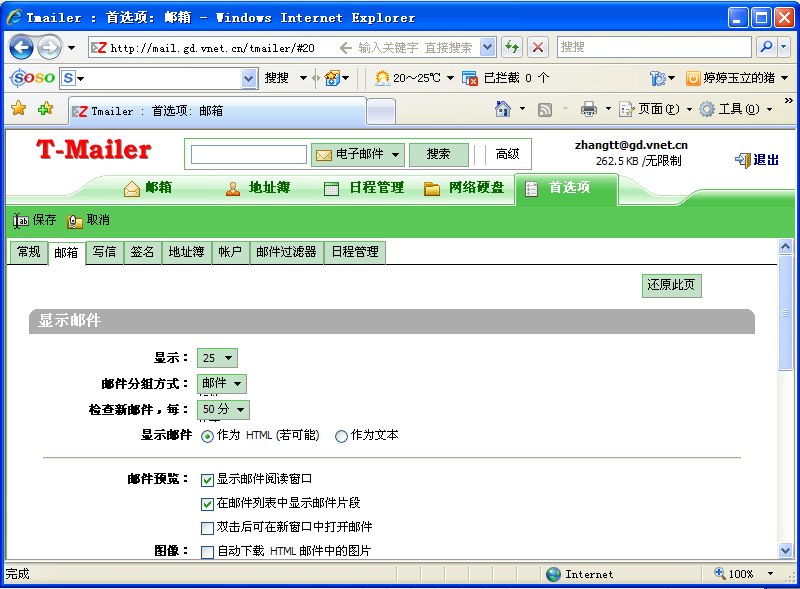 Tmailer : 首选项: 邮箱 - Windows Internet Explorer
http://mail.gd.vnet.cn/tmailer/#20 输入关键字 直接搜索 搜搜
Soso S 搜搜 20～25℃ 已拦截 0 个 婷婷玉立的猪
EZ Tmailer : 首选项: 邮箱 页面(P) 工具(O) »
T-Mailer 电子邮件 搜索 高级 zhangtt@gd.vnet.cn
262.5 KB /无限制 退出
邮箱 地址簿 日程管理 网络硬盘 首选项
保存 取消
常规 邮箱 写信 签名 地址簿 帐户 邮件过滤器 日程管理
还原此页
显示邮件
显示： 25
邮件分组方式： 邮件
检查新邮件，每： 50 分
显示邮件 作为 HTML (若可能) 作为文本
邮件预览： 显示邮件阅读窗口
在邮件列表中显示邮件片段
双击后可在新窗口中打开邮件
图像： 自动下载 HTML 邮件中的图片
完成 Internet 100%